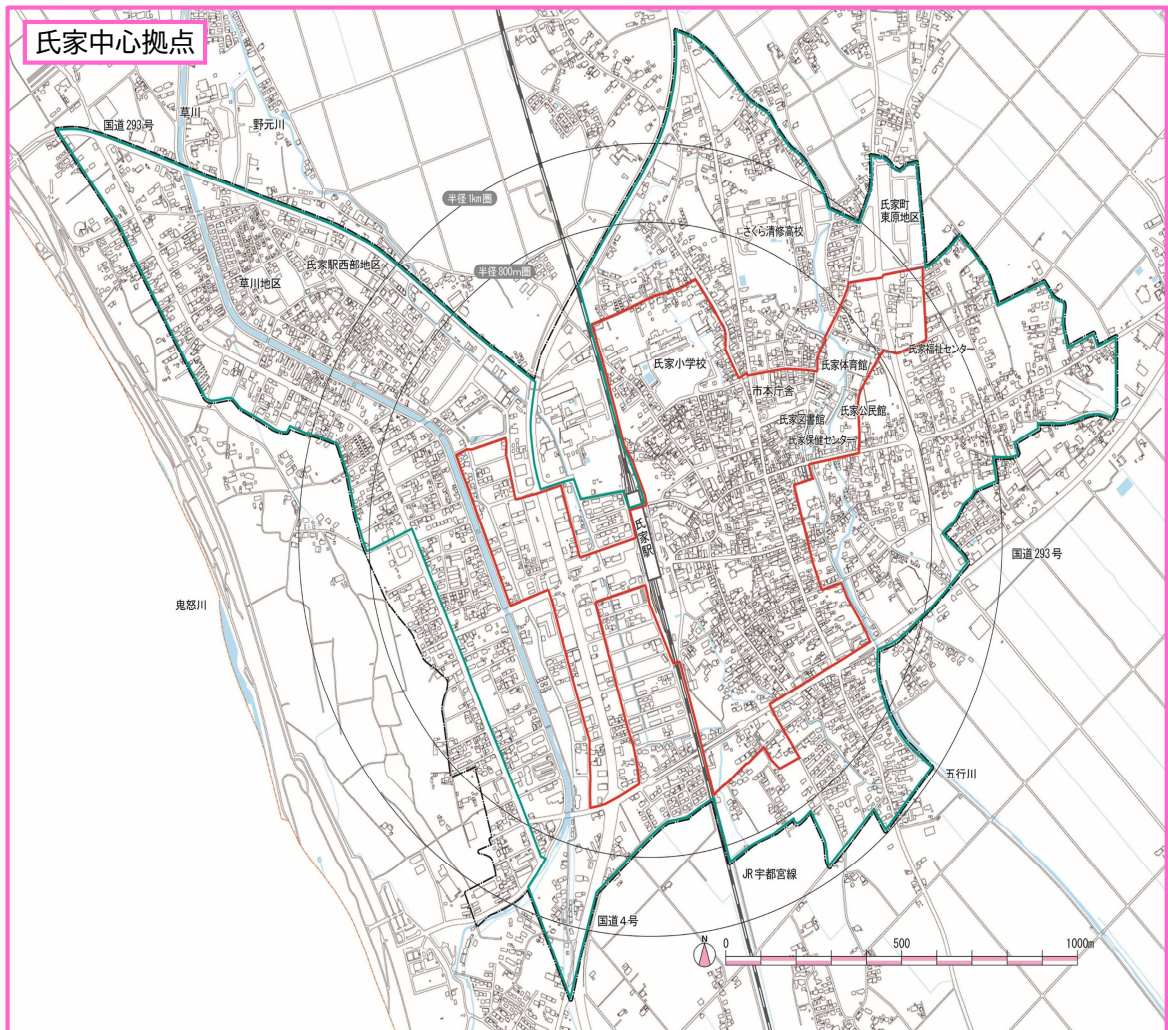 氏家中心拠点
草川
国道293号
野元川
半径1km圏
氏家町
東原地区
さくら清修高校
氏家駅西部地区
半径800m圏
草川地区
氏家福祉センター
氏家小学校
氏家体育館
市本庁舎
氏家公民館
氏家図書館
氏家保健センター
氏家駅
国道293号
鬼怒川
五行川
JR宇都宮線
国道4号
N
0
500
1000m